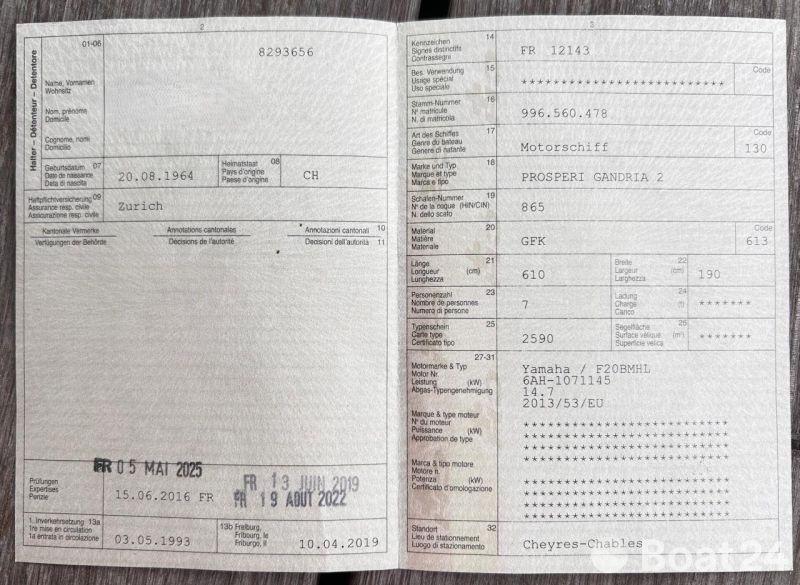 2
01-06
8293656
Halter – Détenteur – Detentore
Name, Vornamen
Wohnsitz
Nom, prénoms
Domicile
Cognome, nomi
Domicilio
Geburtsdatum 07
Date de naissance
Data di nascita
20.08.1964
Heimatstaat 08
Pays d'origine
Paese d'origine
CH
Haftpflichtversicherung 09
Assurance resp. civile
Assicurazione resp. civile
Zurich
Kantonale Vermerke Annotations cantonales Annotazioni cantonali 10
Verfügungen der Behörde Décisions de l'autorité Decisioni dell'autorità 11
FR 05 MAI 2025
Prüfungen
Expertises
Perizie
15.06.2016 FR
FR 13 JUIN 2019
FR 19 AOUT 2022
1. Inverkehrsetzung 13a
1re mise en circulation
1a entrata in circolazione
03.05.1993
13b Freiburg,
Fribourg, le
Friburgo, il
10.04.2019
3
Kennzeichen 14
Signes distinctifs
Contrassegni
FR 12143
Bes. Verwendung 15
Usage spécial
Uso speciale
Code
**************************
Stamm-Nummer 16
N° matricule
N. di matricola
996.560.478
Art des Schiffes 17
Genre du bateau
Genere di natante
Motorschiff
Code
130
Marke und Typ 18
Marque et type
Marca e tipo
PROSPERI GANDRIA 2
Schalen-Nummer 19
N° de la coque (HIN/CIN)
N. dello scafo
865
Material 20
Matière
Materiale
GFK
Code
613
Länge 21
Longueur (cm)
Lunghezza
610
Breite 22
Largeur (cm)
Larghezza
190
Personenzahl 23
Nombre de personnes
Numero di persone
7
Ladung 24
Charge (t)
Carico
*******
Typenschein 25
Carte type
Certificato tipo
2590
Segelfläche 26
Surface vélique (m²)
Superficie velica
*******
27-31
Motormarke & Typ
Motor Nr.
Leistung (kW)
Abgas-Typengenehmigung
Yamaha / F20BMHL
6AH-1071145
14.7
2013/53/EU
Marque & type moteur
N° du moteur
Puissance (kW)
Approbation de type
**************************
**************************
**************************
**************************
Marca & tipo motore
Motore n.
Potenza (kW)
Certificato d'omologazione
**************************
**************************
**************************
**************************
Standort 32
Lieu de stationnement
Luogo di stazionamento
Cheyres-Chables
Boat24